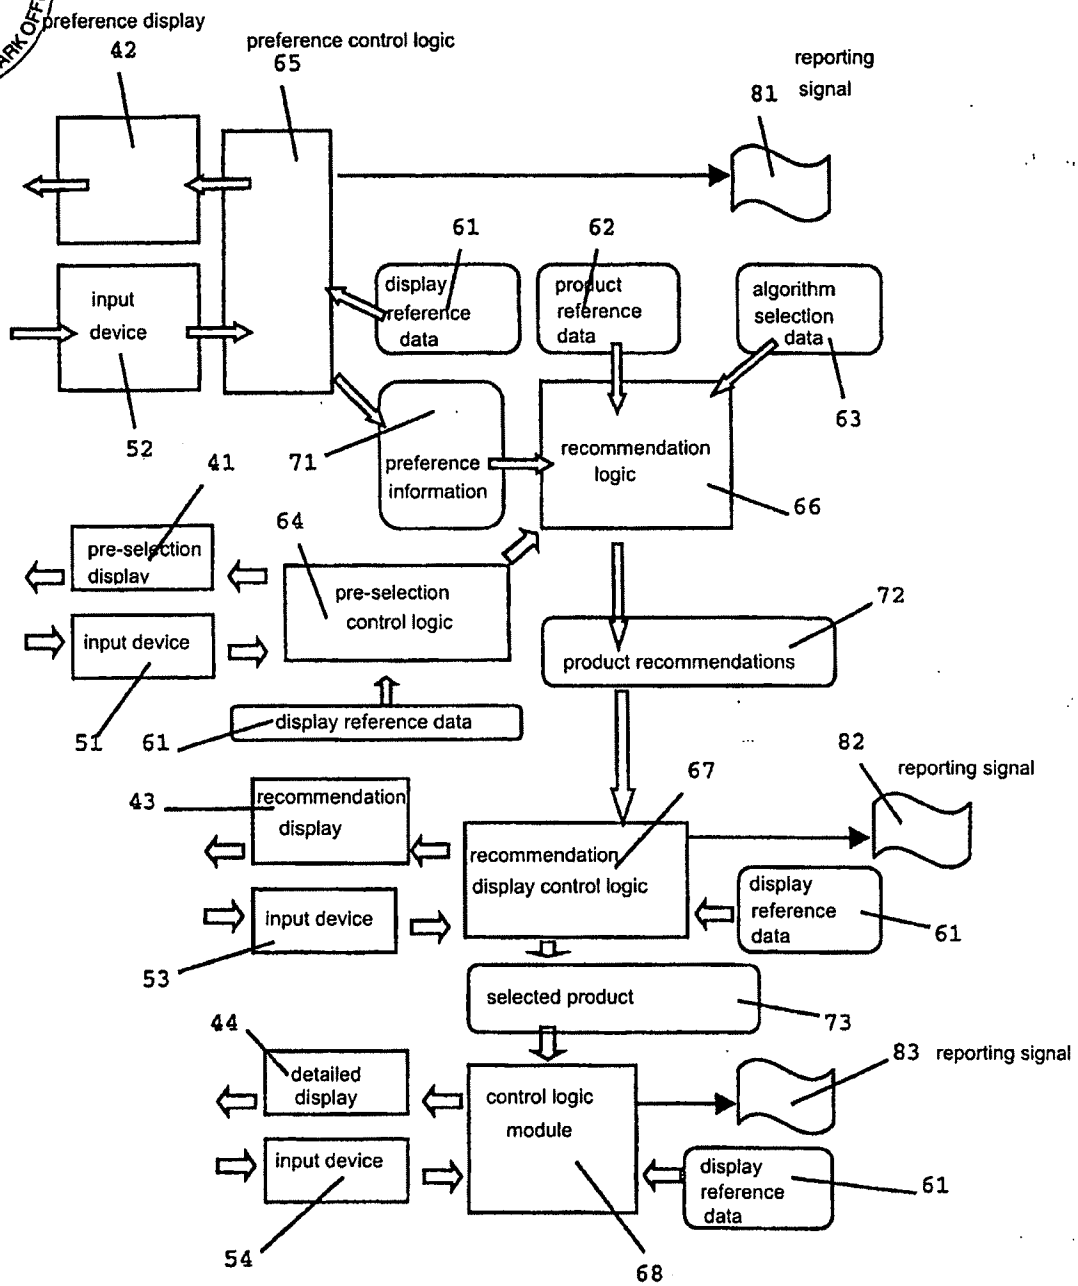 ARK OFF
preference display
42
preference control logic
65
reporting
signal
81
61
62
display
reference
data
product
reference
data
algorithm
selection
data
63
input
device
52
41
71
preference
information
recommendation
logic
66
64
pre-selection
display
pre-selection
control logic
input device
72
product recommendations
51
61
display reference data
82
reporting signal
67
43
recommendation
display
recommendation
display control logic
display
reference
data
61
input device
53
selected product
73
44
83
reporting signal
detailed
display
control logic
module
input device
display
reference
data
61
54
68